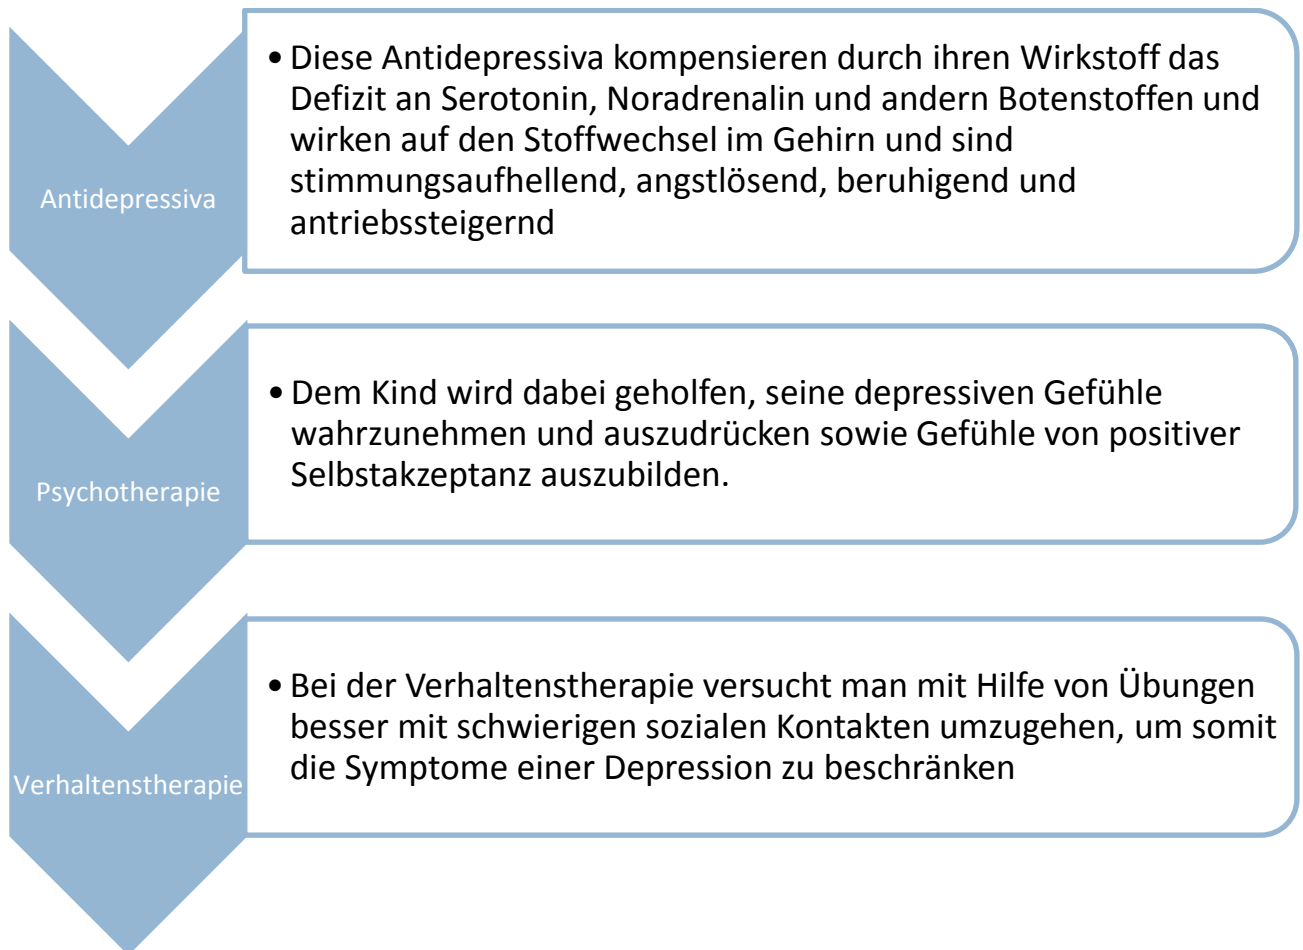 Antidepressiva
• Diese Antidepressiva kompensieren durch ihren Wirkstoff das
Defizit an Serotonin, Noradrenalin und andern Botenstoffen und
wirken auf den Stoffwechsel im Gehirn und sind
stimmungsaufhellend, angstlösend, beruhigend und
antriebssteigernd
Psychotherapie
• Dem Kind wird dabei geholfen, seine depressiven Gefühle
wahrzunehmen und auszudrücken sowie Gefühle von positiver
Selbstakzeptanz auszubilden.
Verhaltenstherapie
• Bei der Verhaltenstherapie versucht man mit Hilfe von Übungen
besser mit schwierigen sozialen Kontakten umzugehen, um somit
die Symptome einer Depression zu beschränken